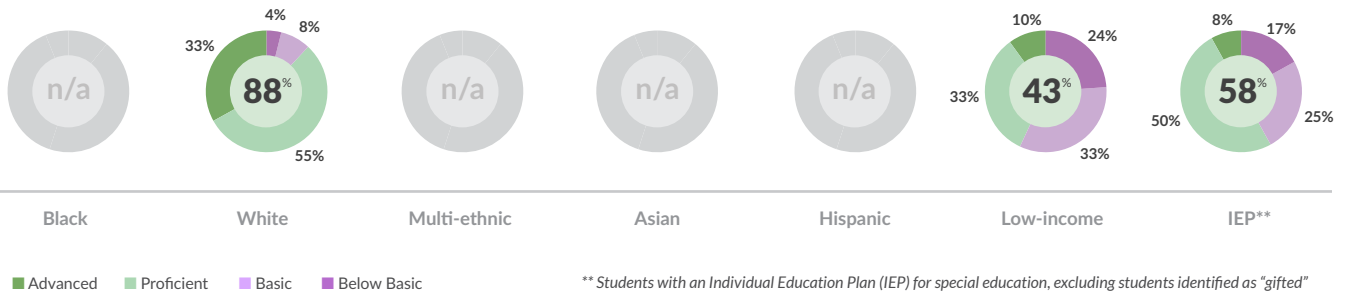 4%
8%
33%
88%
55%
n/a
n/a
n/a
n/a
10%
24%
33%
43%
33%
8%
17%
50%
58%
25%
Black White Multi-ethnic Asian Hispanic Low-income IEP**
Advanced Proficient Basic Below Basic
** Students with an Individual Education Plan (IEP) for special education, excluding students identified as “gifted”